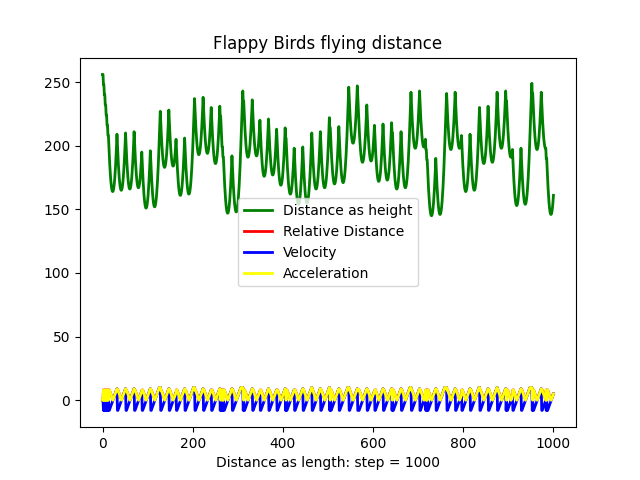 Flappy Birds flying distance
250
200
150
100
50
0
Distance as height
Relative Distance
Velocity
Acceleration
0 200 400 600 800 1000
Distance as length: step = 1000